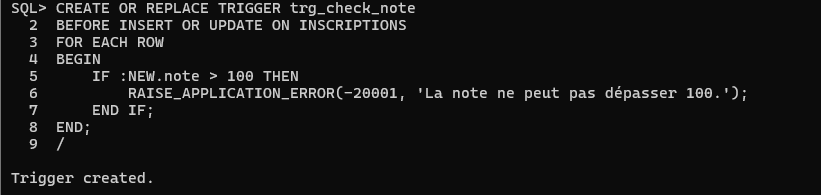 SQL> CREATE OR REPLACE TRIGGER trg_check_note
  2  BEFORE INSERT OR UPDATE ON INSCRIPTIONS
  3  FOR EACH ROW
  4  BEGIN
  5      IF :NEW.note > 100 THEN
  6          RAISE_APPLICATION_ERROR(-20001, 'La note ne peut pas dépasser 100.');
  7      END IF;
  8  END;
  9  /
Trigger created.